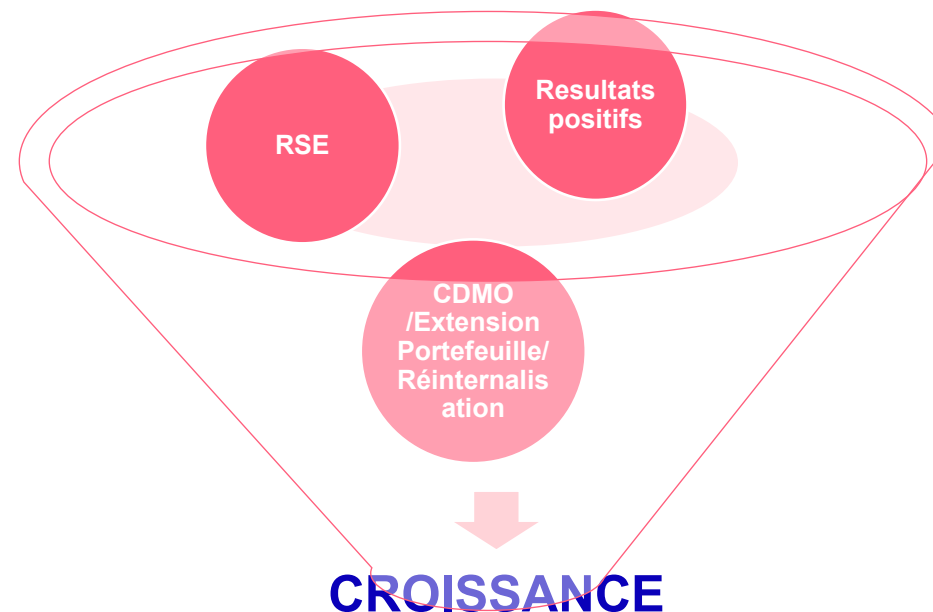 RSE
Resultats
positifs
CDMO
/Extension
Portefeuille/
Réinternalis
ation
CROISSANCE